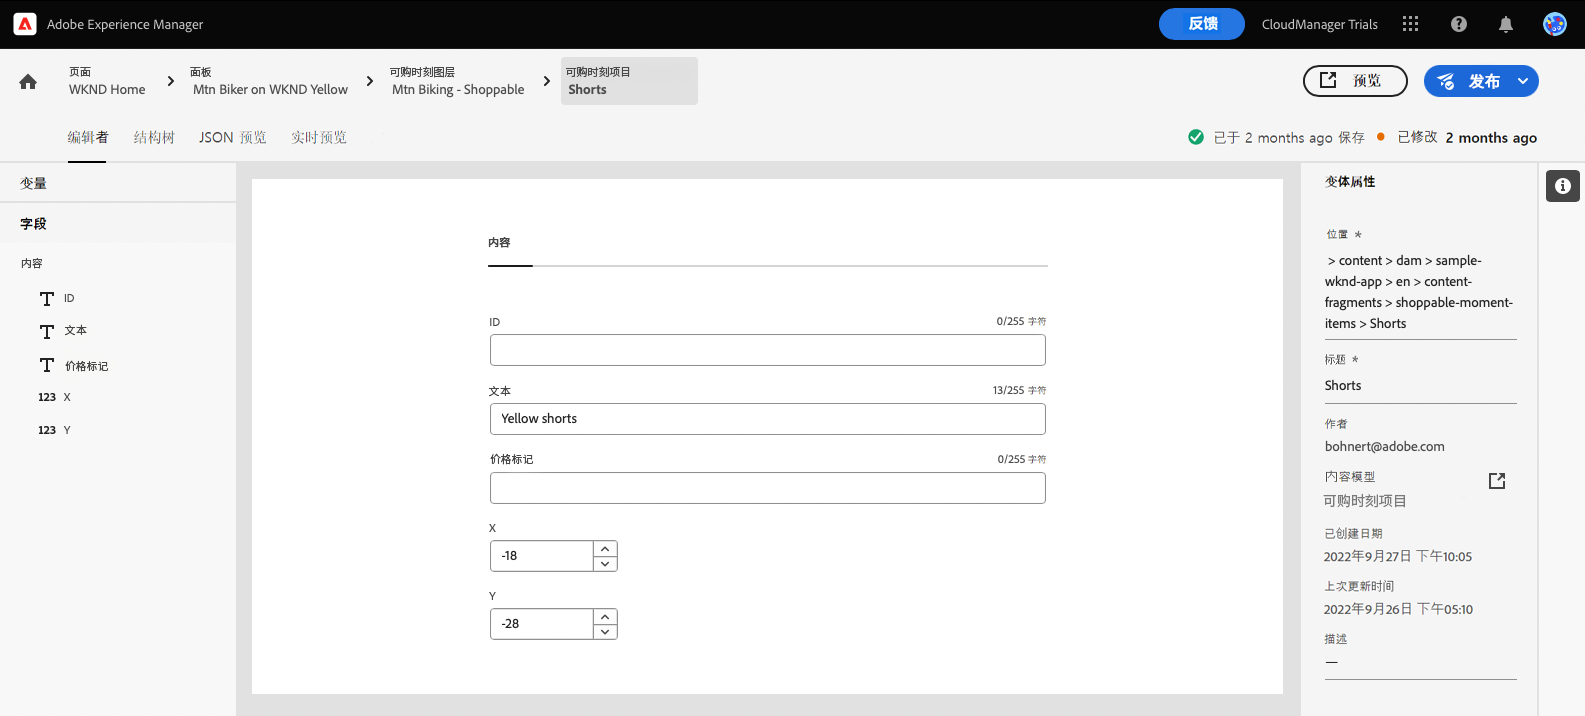 Adobe Experience Manager
反馈
CloudManager Trials
页面
WKND Home
面板
Mtn Biker on WKND Yellow
可购时刻图层
Mtn Biking - Shoppable
可购时刻项目
Shorts
预览
发布
编辑者
结构树
JSON 预览
实时预览
已于 2 months ago 保存
已修改 2 months ago
变量
字段
内容
ID
文本
价格标记
123 X
123 Y
内容
ID
0/255 字符
文本
13/255 字符
Yellow shorts
价格标记
0/255 字符
X
-18
Y
-28
变体属性
位置 *
> content > dam > sample-
wknd-app > en > content-
fragments > shoppable-moment-
items > Shorts
标题 *
Shorts
作者
bohnert@adobe.com
内容模型
可购时刻项目
已创建日期
2022年9月27日 下午10:05
上次更新时间
2022年9月26日 下午05:10
描述
—